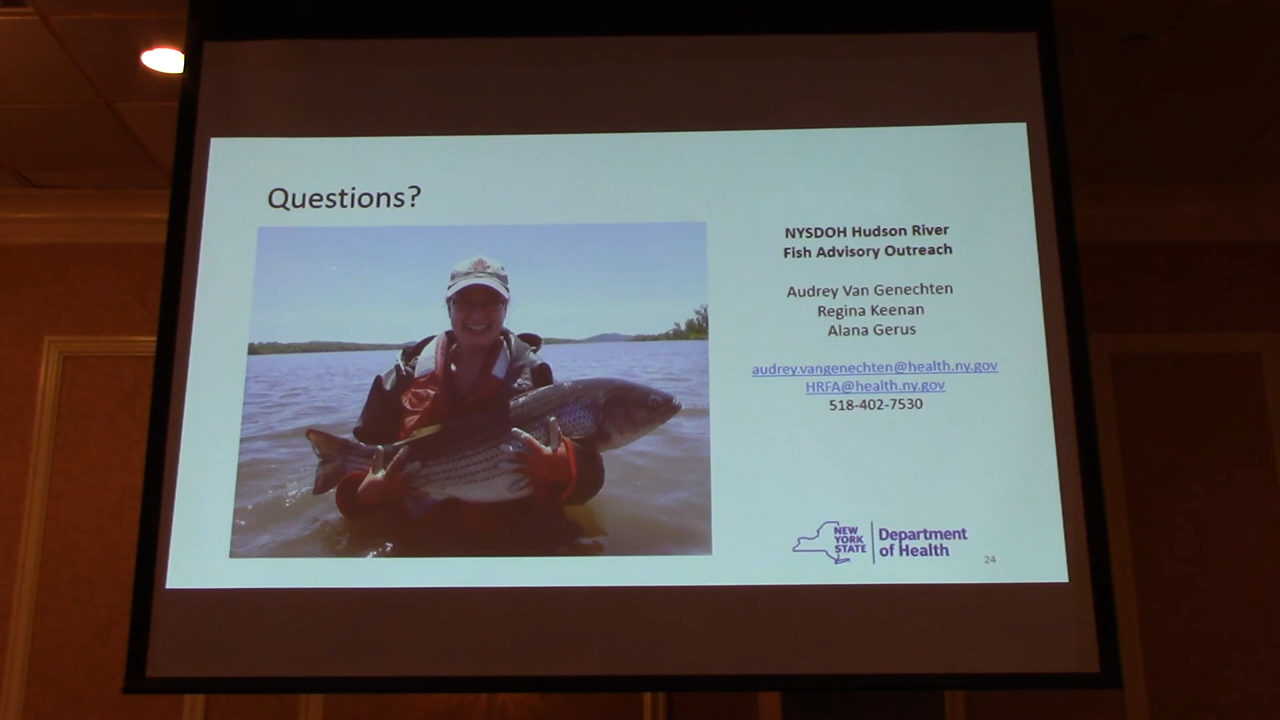 Questions?
NYSDOH Hudson River
Fish Advisory Outreach
Audrey Van Genechten
Regina Keenan
Alana Gerus
audrey.vangenechten@health.ny.gov
HRFA@health.ny.gov
518-402-7530
NEW
YORK
STATE
Department
of Health
24